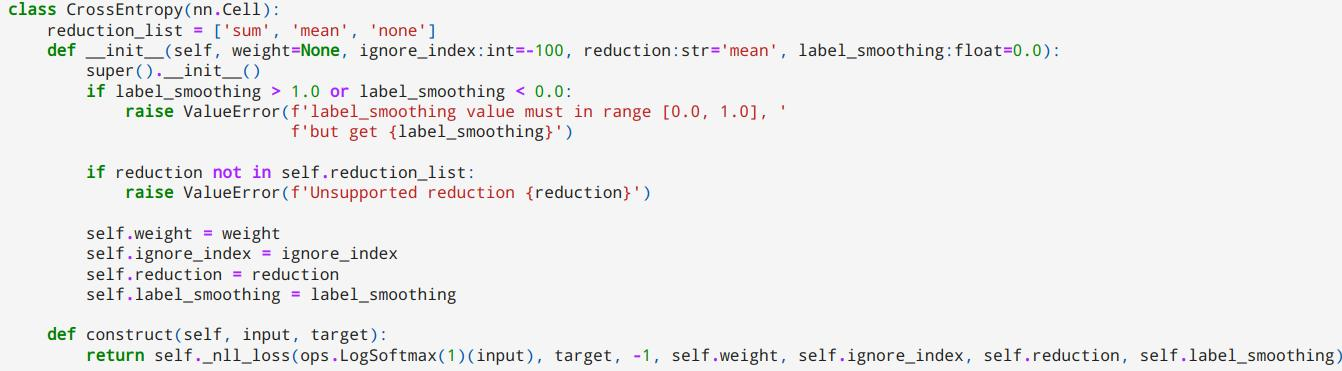 class CrossEntropy(nn.Cell):
    reduction_list = ['sum', 'mean', 'none']
    def __init__(self, weight=None, ignore_index:int=-100, reduction:str='mean', label_smoothing:float=0.0):
        super().__init__()
        if label_smoothing > 1.0 or label_smoothing < 0.0:
            raise ValueError(f'label_smoothing value must in range [0.0, 1.0], '
                             f'but get {label_smoothing}')

        if reduction not in self.reduction_list:
            raise ValueError(f'Unsupported reduction {reduction}')

        self.weight = weight
        self.ignore_index = ignore_index
        self.reduction = reduction
        self.label_smoothing = label_smoothing

    def construct(self, input, target):
        return self._nll_loss(ops.LogSoftmax(1)(input), target, -1, self.weight, self.ignore_index, self.reduction, self.label_smoothing)